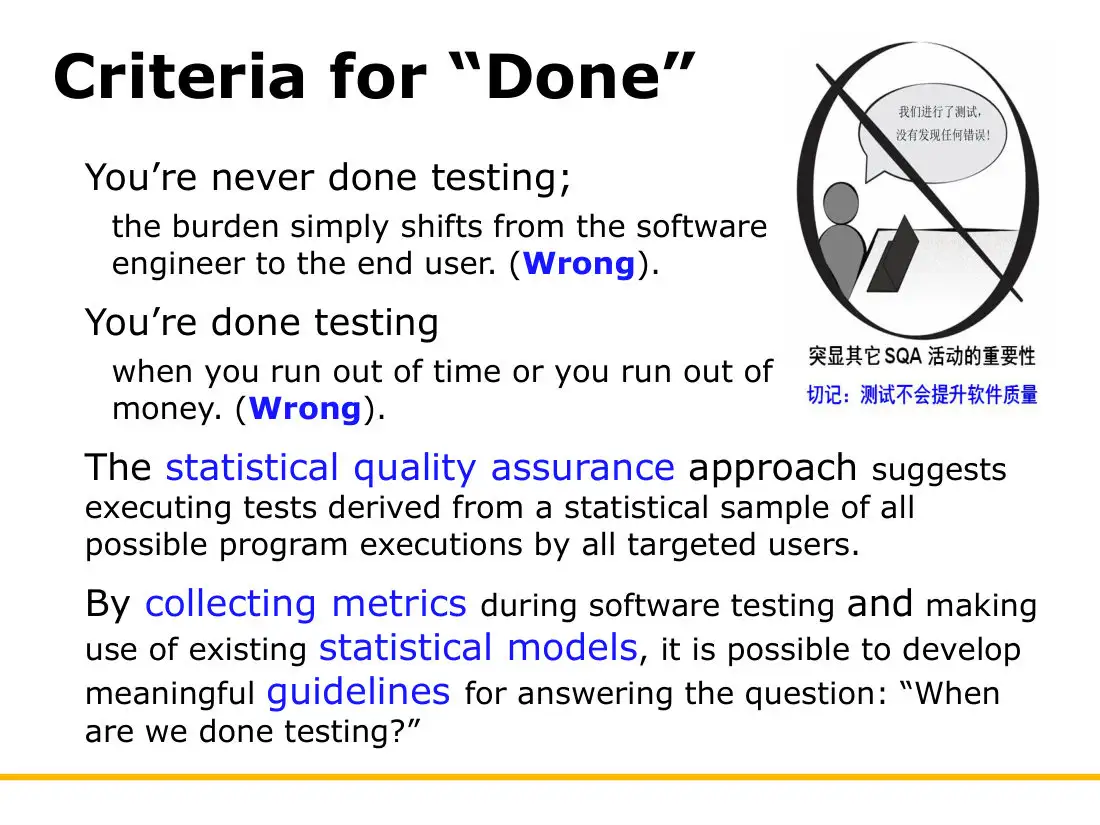 Criteria for “Done”
我们进行了测试，
没有发现任何错误！
突显其它 SQA 活动的重要性
切记：测试不会提升软件质量
You’re never done testing;
the burden simply shifts from the software
engineer to the end user. (Wrong).
You’re done testing
when you run out of time or you run out of
money. (Wrong).
The statistical quality assurance approach suggests
executing tests derived from a statistical sample of all
possible program executions by all targeted users.
By collecting metrics during software testing and making
use of existing statistical models, it is possible to develop
meaningful guidelines for answering the question: “When
are we done testing?”